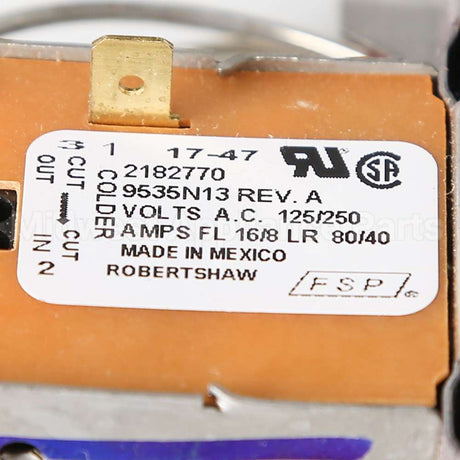 3 1 17-47
2182770
9535N13 REV. A
VOLTS A.C. 125/250
AMPS FL 16/8 LR 80/40
MADE IN MEXICO
ROBERTSHAW
FSP®
COLDER
CUT CUT
OUT IN 2